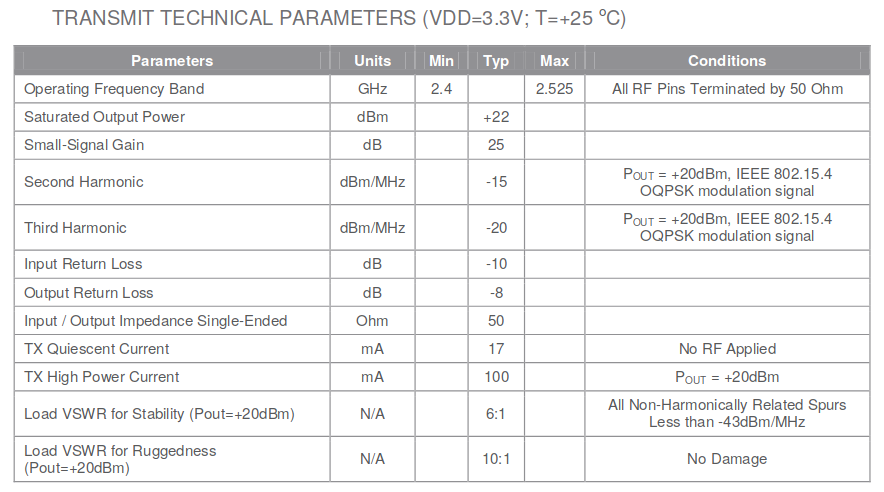 TRANSMIT TECHNICAL PARAMETERS (VDD=3.3V; T=+25 ºC)
Parameters Units Min Typ Max Conditions
Operating Frequency Band GHz 2.4 2.525 All RF Pins Terminated by 50 Ohm
Saturated Output Power dBm +22
Small-Signal Gain dB 25
Second Harmonic dBm/MHz -15 POUT = +20dBm, IEEE 802.15.4
OQPSK modulation signal
Third Harmonic dBm/MHz -20 POUT = +20dBm, IEEE 802.15.4
OQPSK modulation signal
Input Return Loss dB -10
Output Return Loss dB -8
Input / Output Impedance Single-Ended Ohm 50
TX Quiescent Current mA 17 No RF Applied
TX High Power Current mA 100 POUT = +20dBm
Load VSWR for Stability (Pout=+20dBm) N/A 6:1 All Non-Harmonically Related Spurs
Less than -43dBm/MHz
Load VSWR for Ruggedness
(Pout=+20dBm) N/A 10:1 No Damage